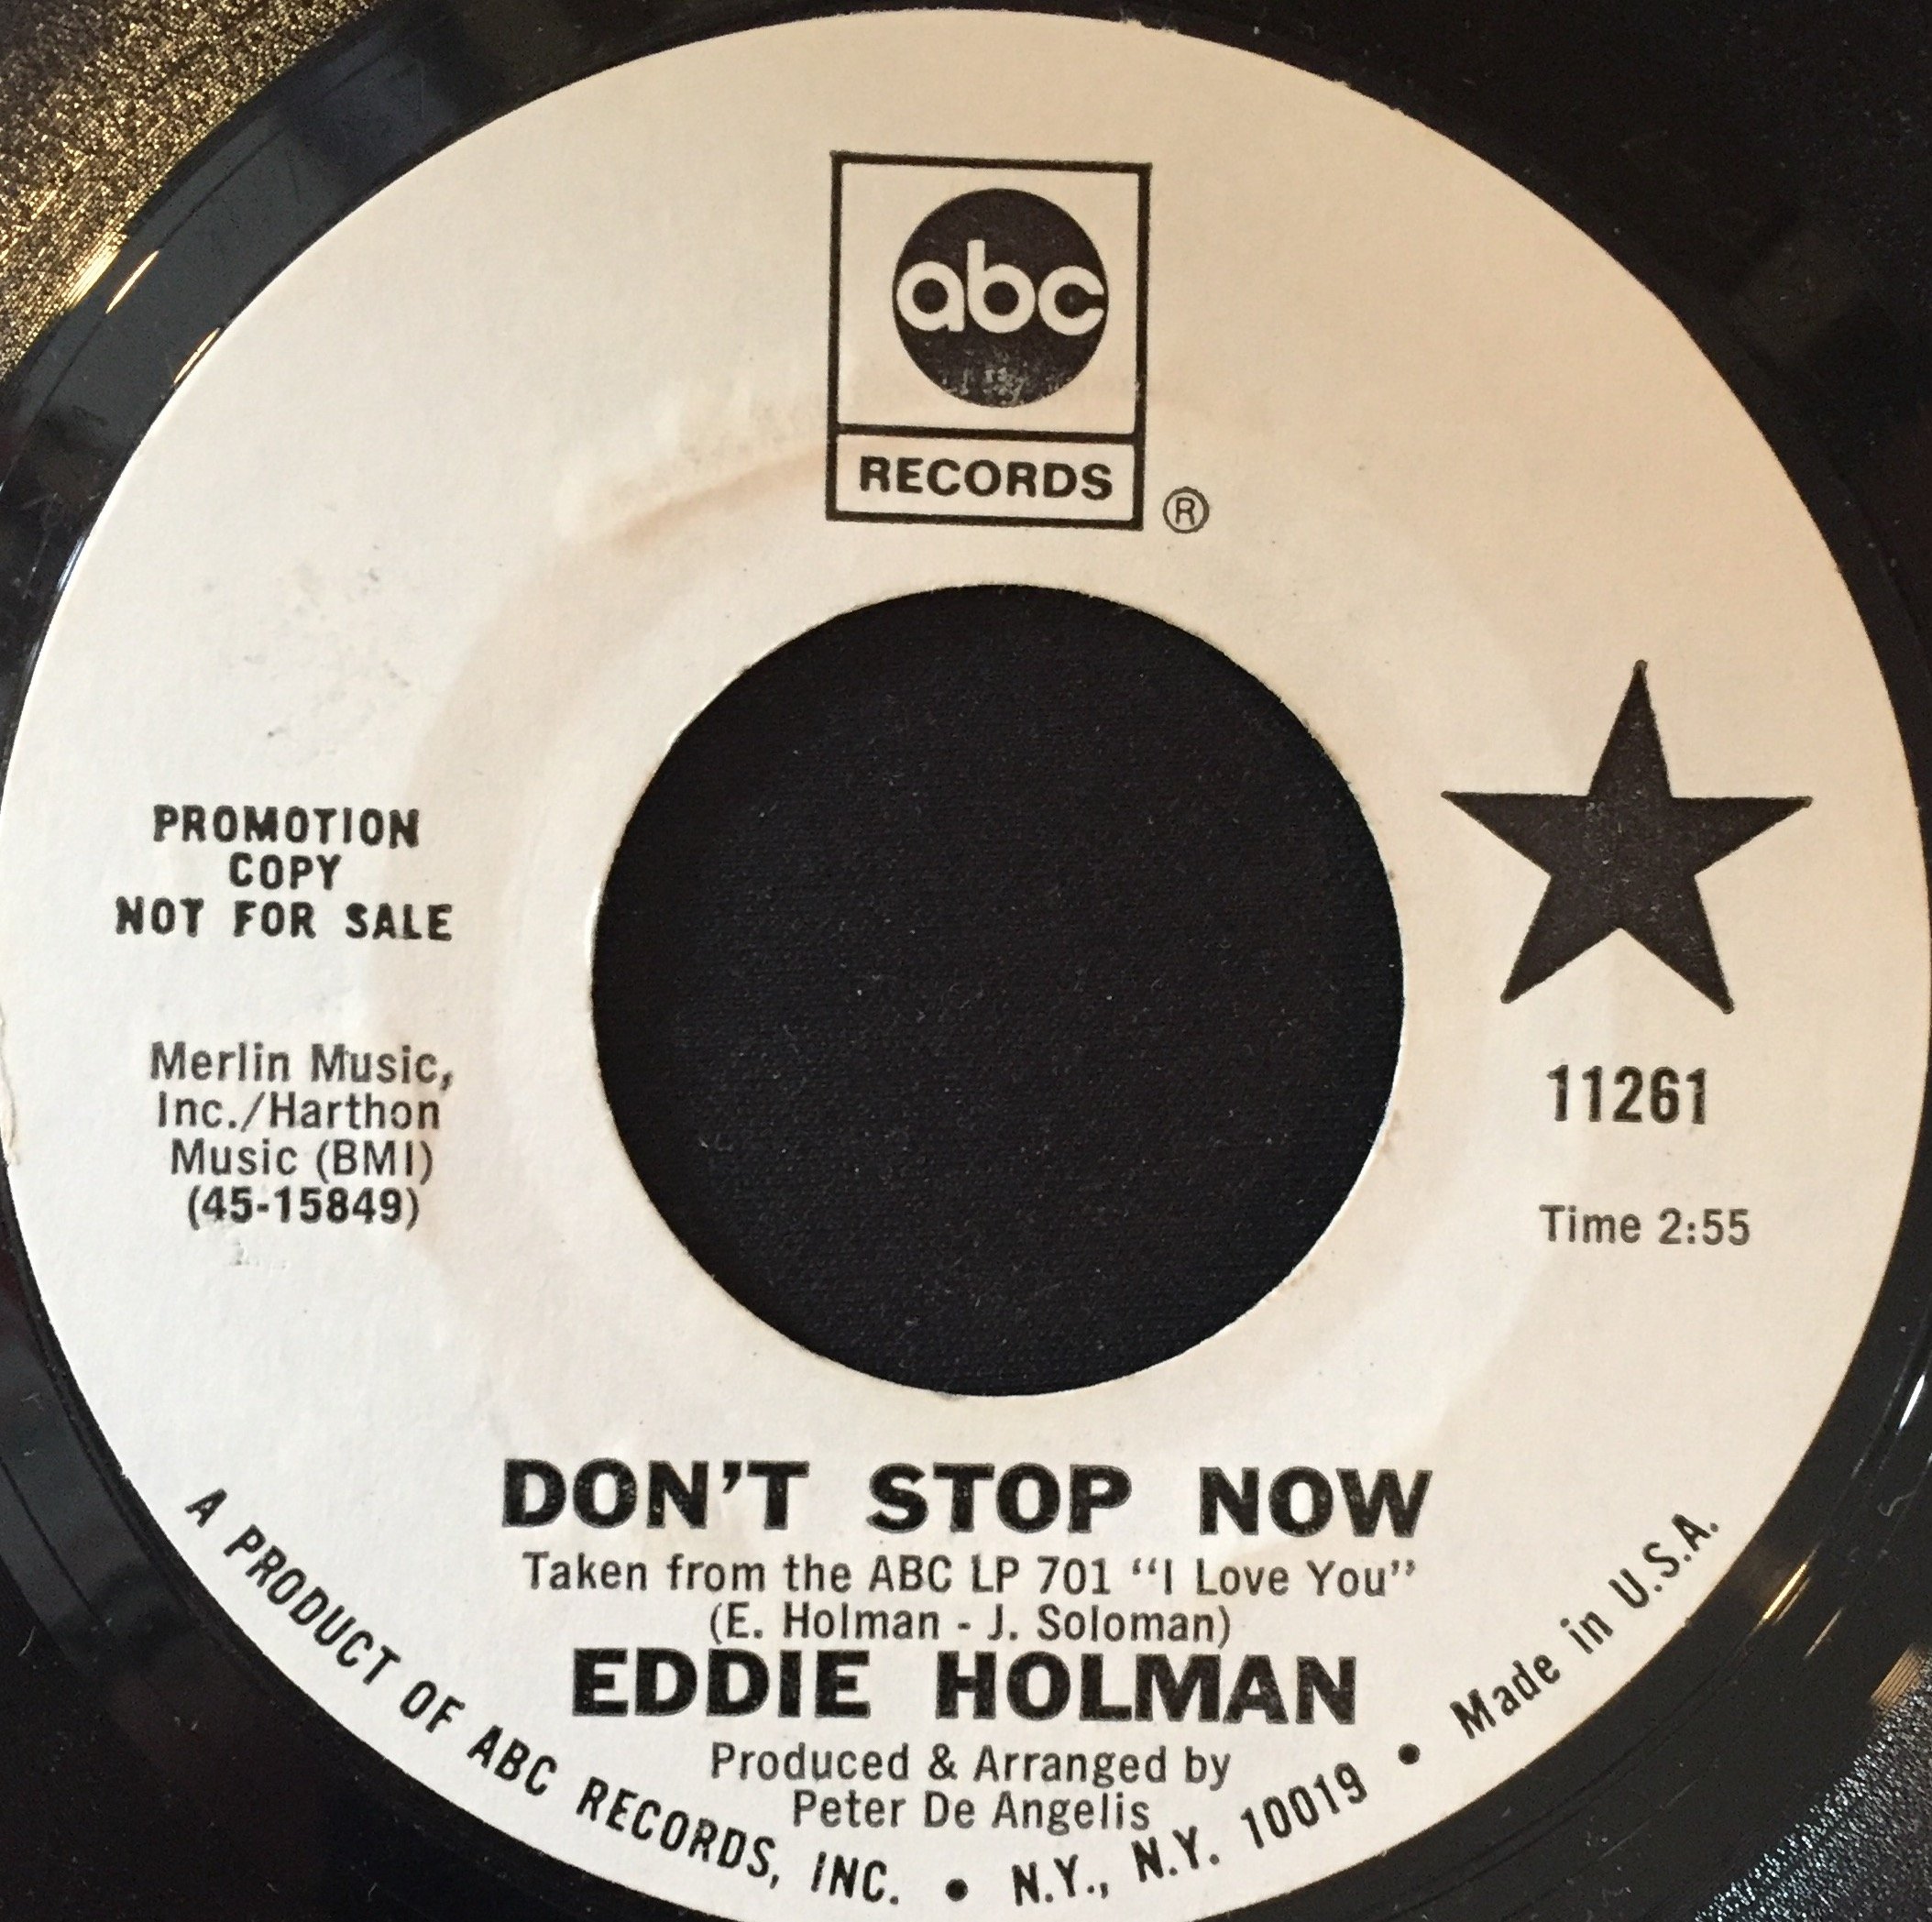 abc
RECORDS ®
PROMOTION
COPY
NOT FOR SALE
Merlin Music,
Inc./Harthon
Music (BMI)
(45-15849)
11261
Time 2:55
DON'T STOP NOW
Taken from the ABC LP 701 “I Love You”
(E. Holman - J. Soloman)
EDDIE HOLMAN
Produced & Arranged by
Peter De Angelis
A PRODUCT OF ABC RECORDS, INC. • N.Y., N.Y. 10019 • Made in U.S.A.